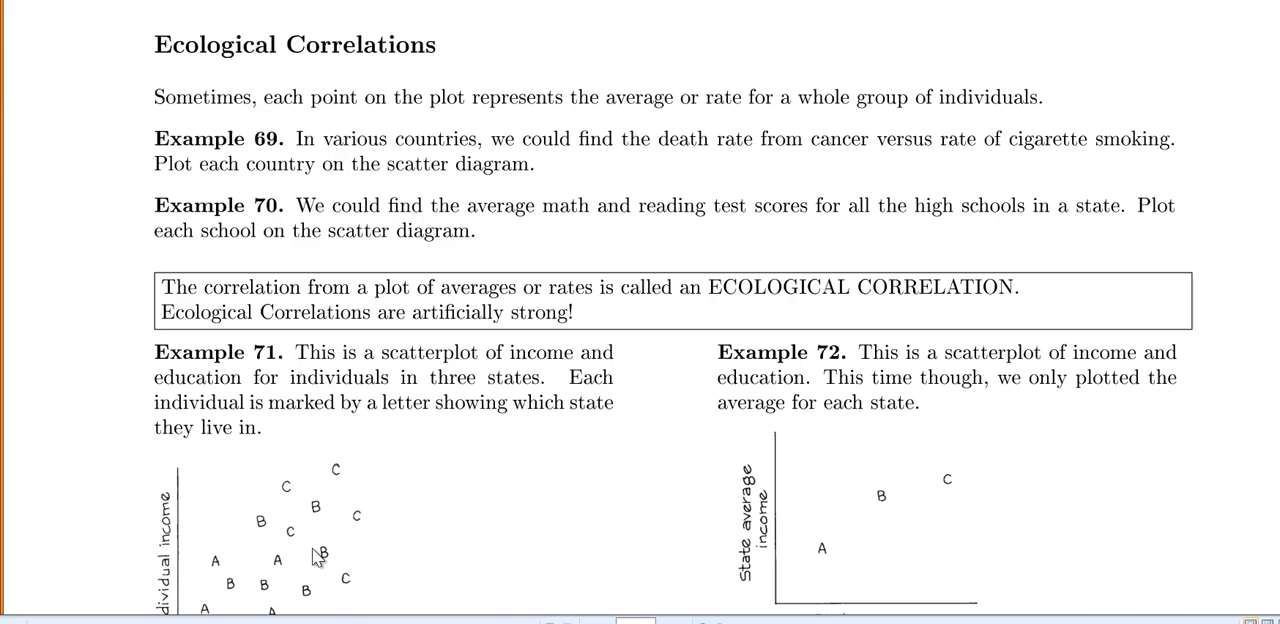 Ecological Correlations
Sometimes, each point on the plot represents the average or rate for a whole group of individuals.
Example 69. In various countries, we could find the death rate from cancer versus rate of cigarette smoking.
Plot each country on the scatter diagram.
Example 70. We could find the average math and reading test scores for all the high schools in a state. Plot
each school on the scatter diagram.
The correlation from a plot of averages or rates is called an ECOLOGICAL CORRELATION.
Ecological Correlations are artificially strong!
Example 71. This is a scatterplot of income and
education for individuals in three states. Each
individual is marked by a letter showing which state
they live in.
dividual income
C
C
B
C
B
C
A
A
B
B
B
B
C
A
A
Example 72. This is a scatterplot of income and
education. This time though, we only plotted the
average for each state.
State average
income
C
B
A